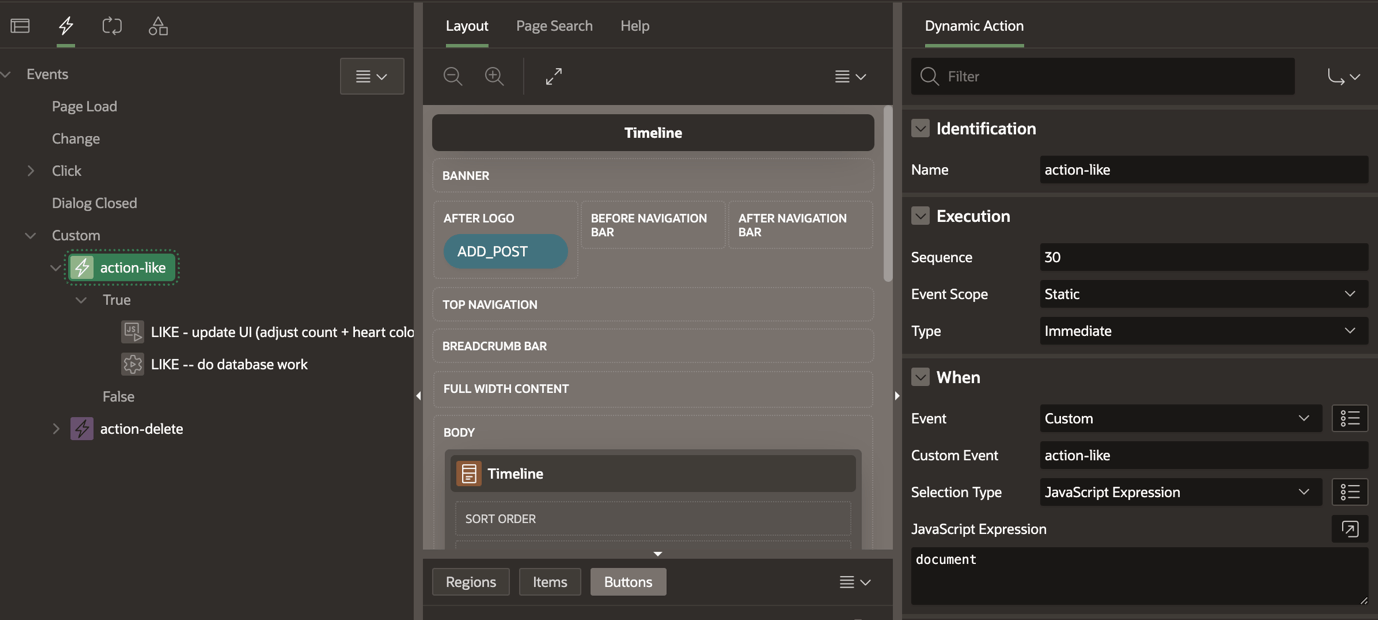 Events
Page Load
Change
Click
Dialog Closed
Custom
action-like
True
JS
LIKE - update UI (adjust count + heart colo
LIKE -- do database work
False
action-delete
Layout
Page Search
Help
Timeline
BANNER
AFTER LOGO
ADD_POST
BEFORE NAVIGATION
BAR
AFTER NAVIGATION
BAR
TOP NAVIGATION
BREADCRUMB BAR
FULL WIDTH CONTENT
BODY
Timeline
SORT ORDER
Regions
Items
Buttons
Dynamic Action
Filter
Identification
Name action-like
Execution
Sequence 30
Event Scope Static
Type Immediate
When
Event Custom
Custom Event action-like
Selection Type JavaScript Expression
JavaScript Expression
document